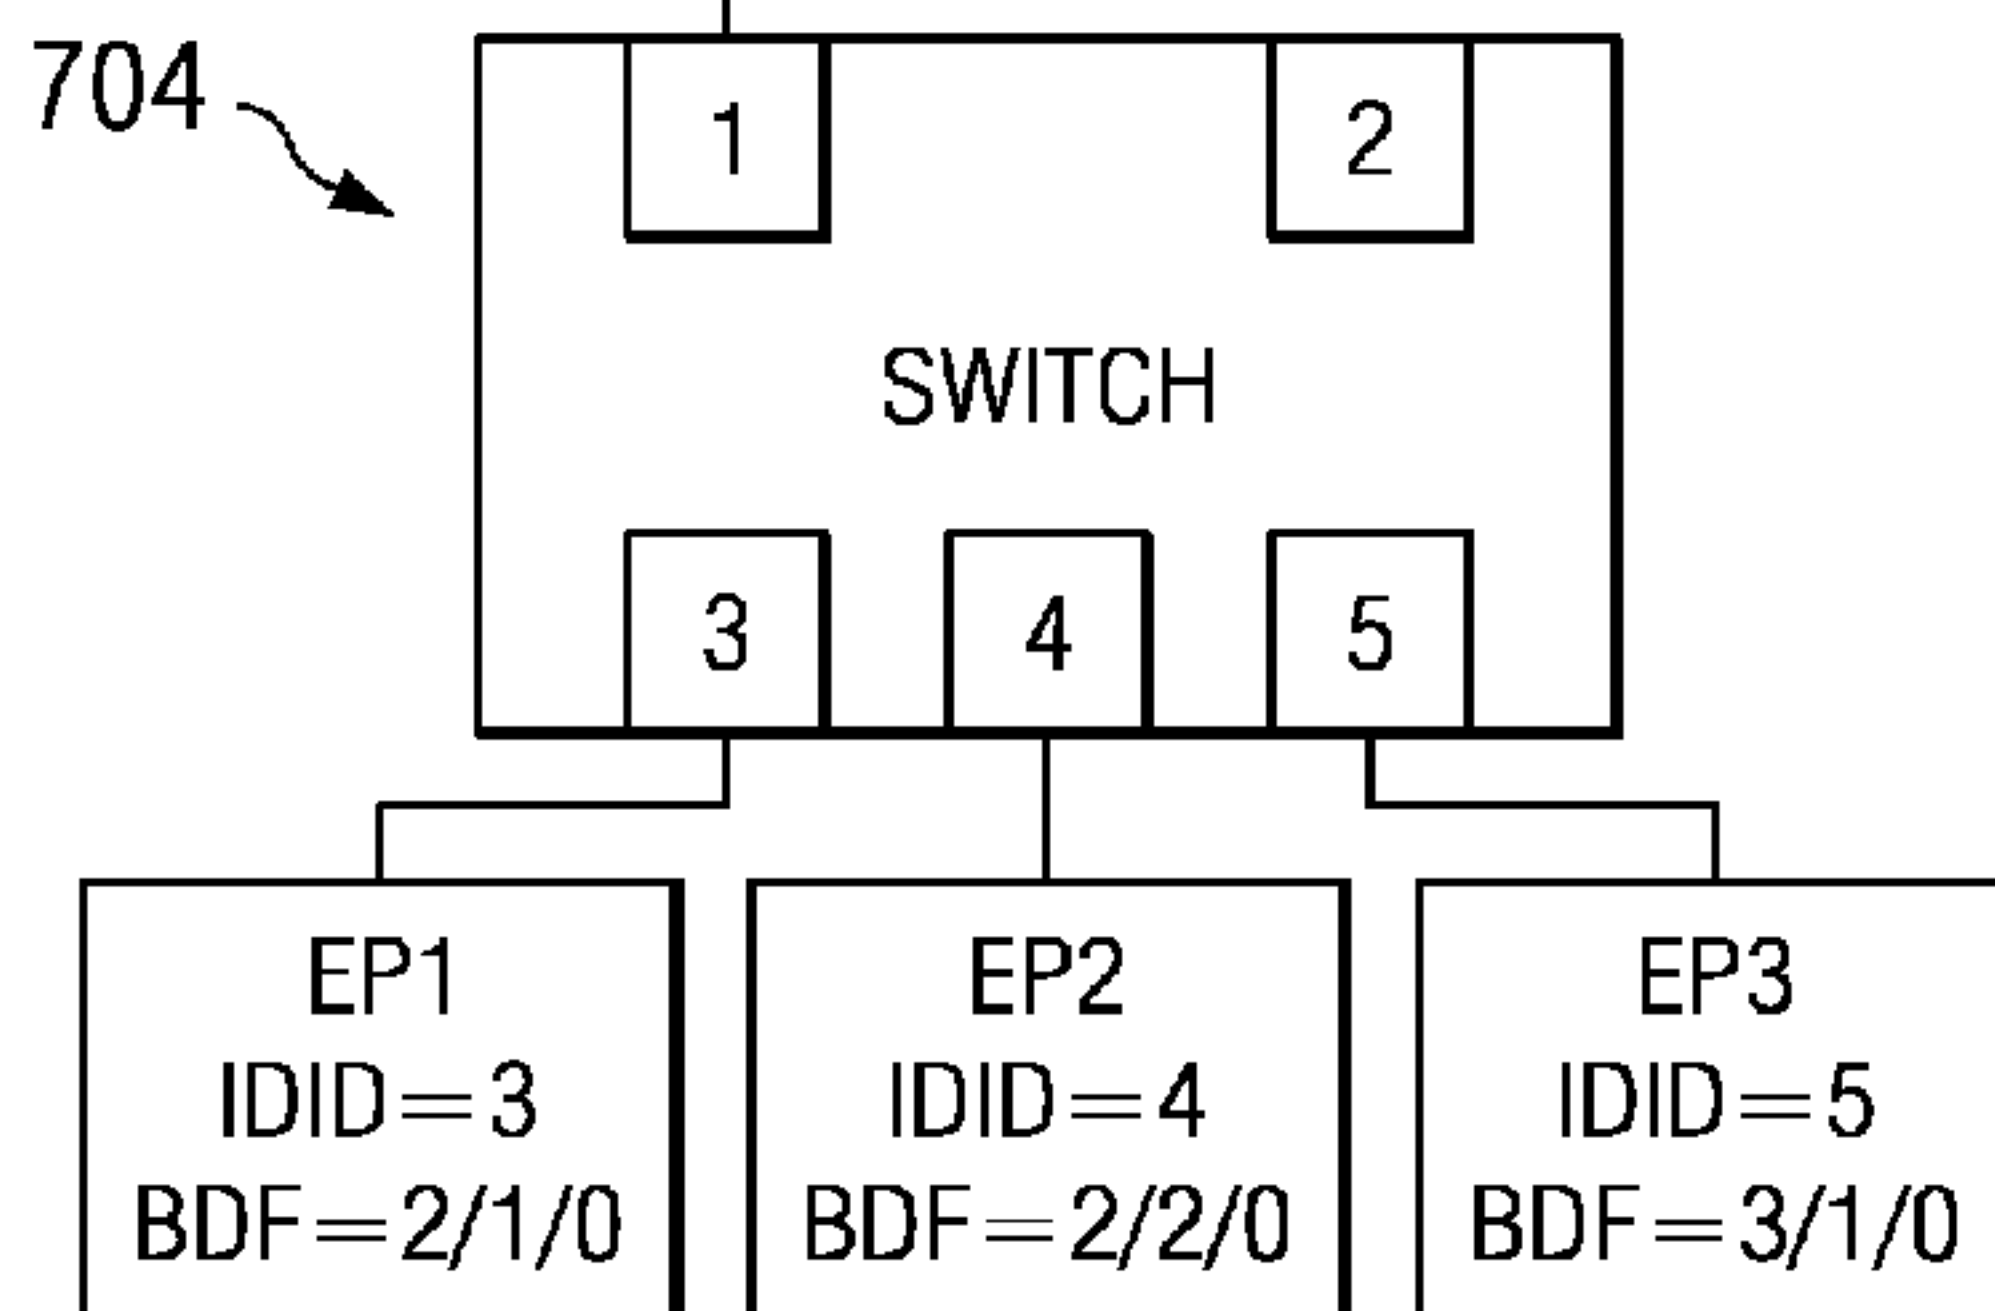 704
1
2
SWITCH
3
4
5
EP1
IDID=3
BDF=2/1/0
EP2
IDID=4
BDF=2/2/0
EP3
IDID=5
BDF=3/1/0